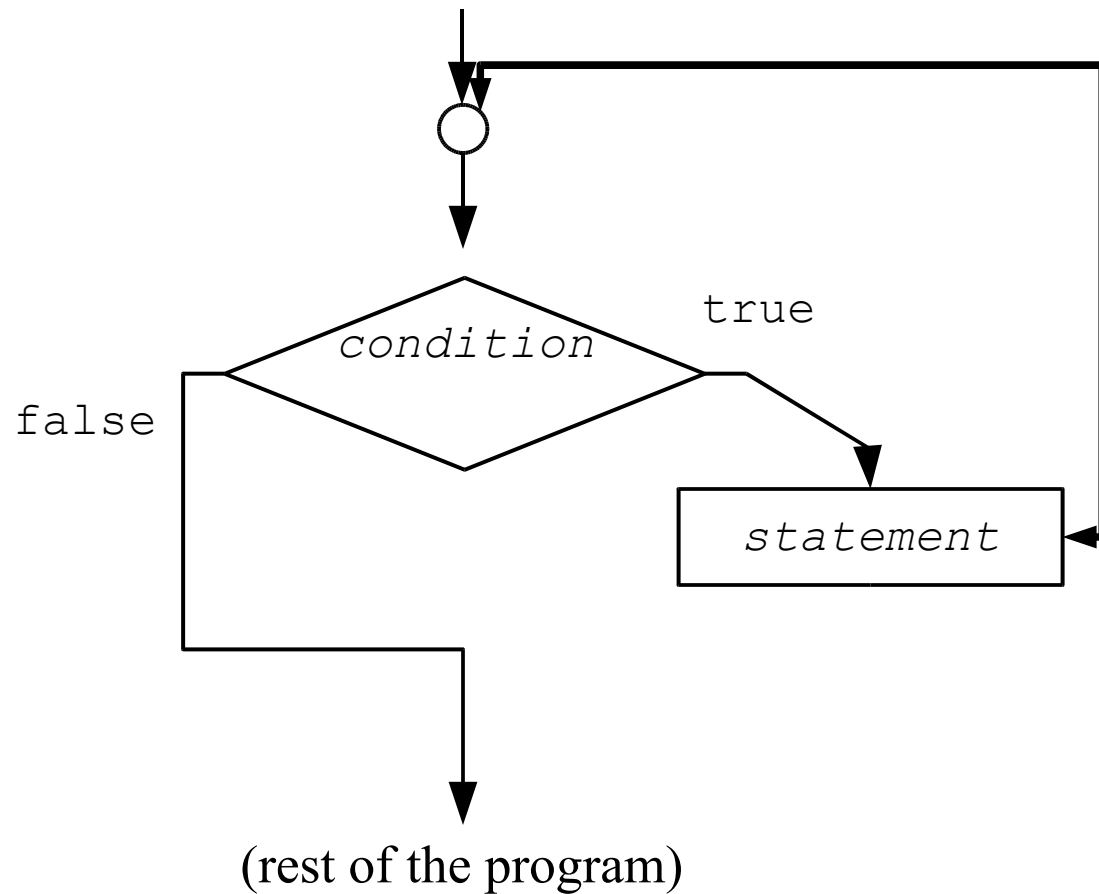 true
condition
false
statement
(rest of the program)